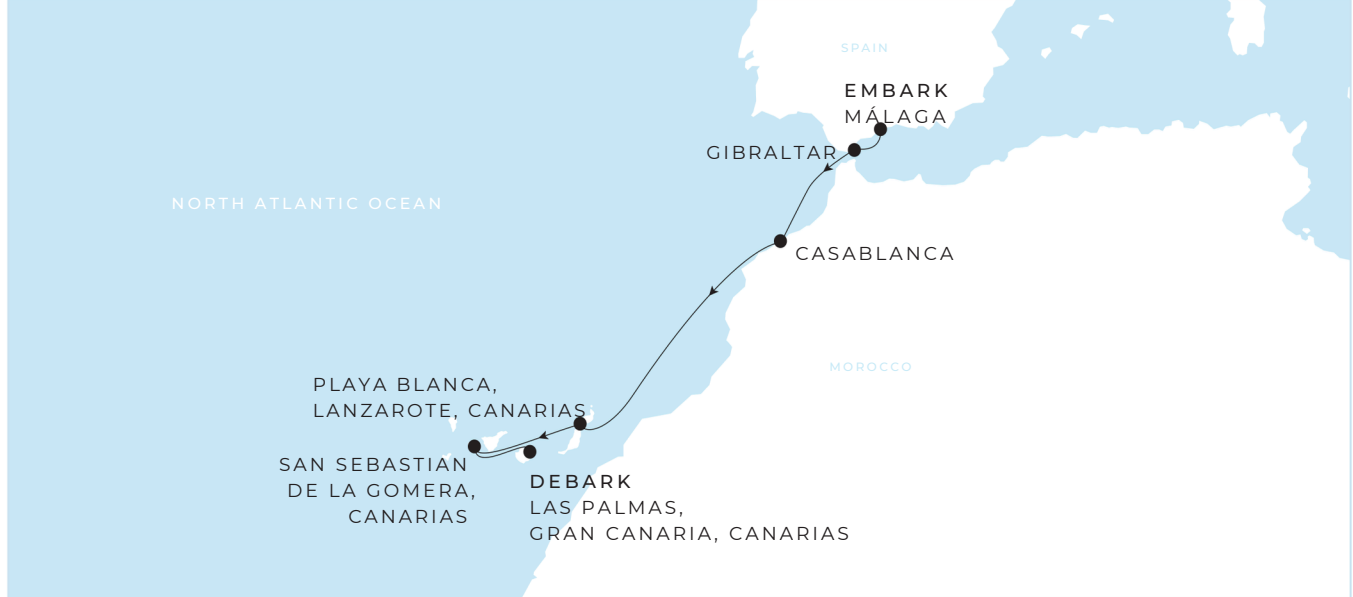 SPAIN
EMBARK
MÁLAGA
GIBRALTAR
NORTH ATLANTIC OCEAN
CASABLANCA
MOROCCO
PLAYA BLANCA,
LANZAROTE, CANARIAS
SAN SEBASTIAN
DE LA GOMERA,
CANARIAS
DEBARK
LAS PALMAS,
GRAN CANARIA, CANARIAS